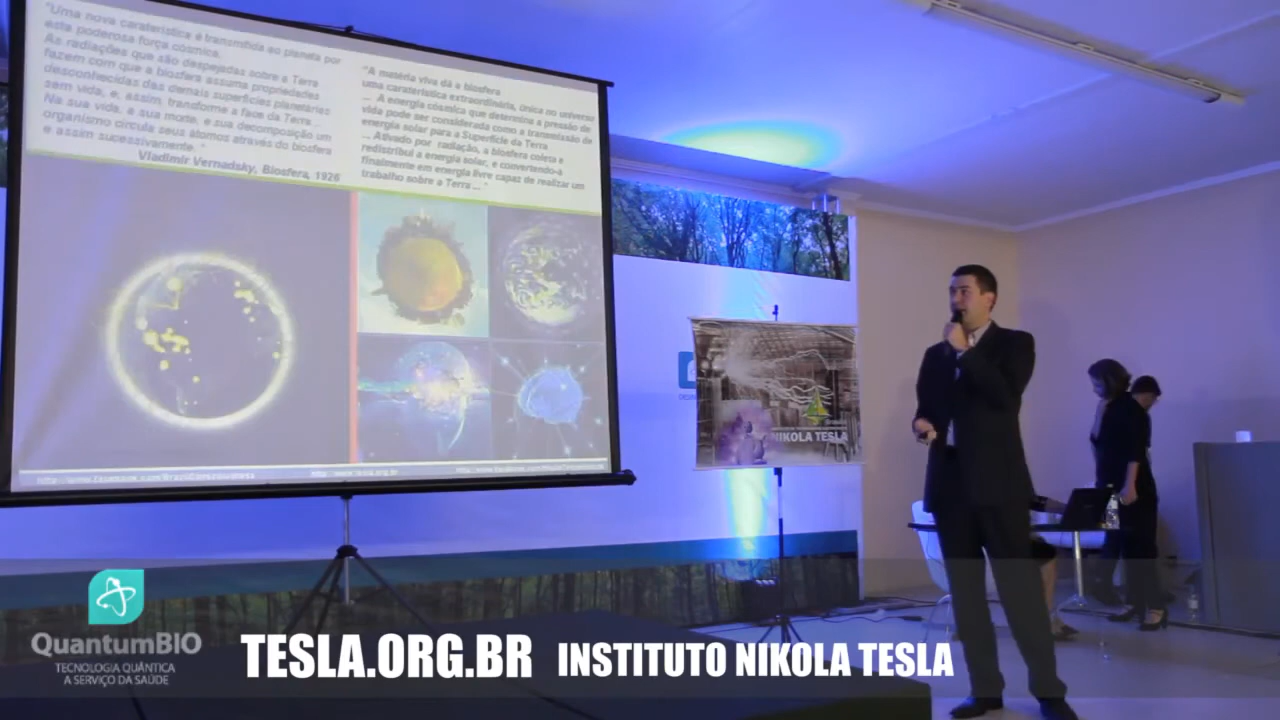 "Uma nova caraterística é transmitida ao planeta por
esta poderosa força cósmica.
As radiações que são despejadas sobre a Terra
fazem com que a biosfera assuma propriedades
desconhecidas das demais superfícies planetárias
sem vida, e, assim, transforme a faös da Terra ...
Na sua vida, a sua morte, e sua decomposição um
organismo circula seus átomos através do biosfera
e assim sucessivamente. "
Vladimir Vernadsky, Biosfera, 1926
"A matéria viva dá a biosfera
uma caraterística extraordinária, única no universo
... A energia cósmica que determina a pressão de
vida pode ser considerada como a transmissão de
energia solar para a Superfície da Terra
... Ativado por radiação, a biosfera coleta e
redistribui a energia solar, e convertendo-a
finalmente em energia livre capaz de realizar um
trabalho sobre a Terra ... "
NIKOLA TESLA
QuantumBIO
TECNOLOGIA QUÂNTICA
A SERVIÇO DA SAÚDE
TESLA.ORG.BR INSTITUTO NIKOLA TESLA